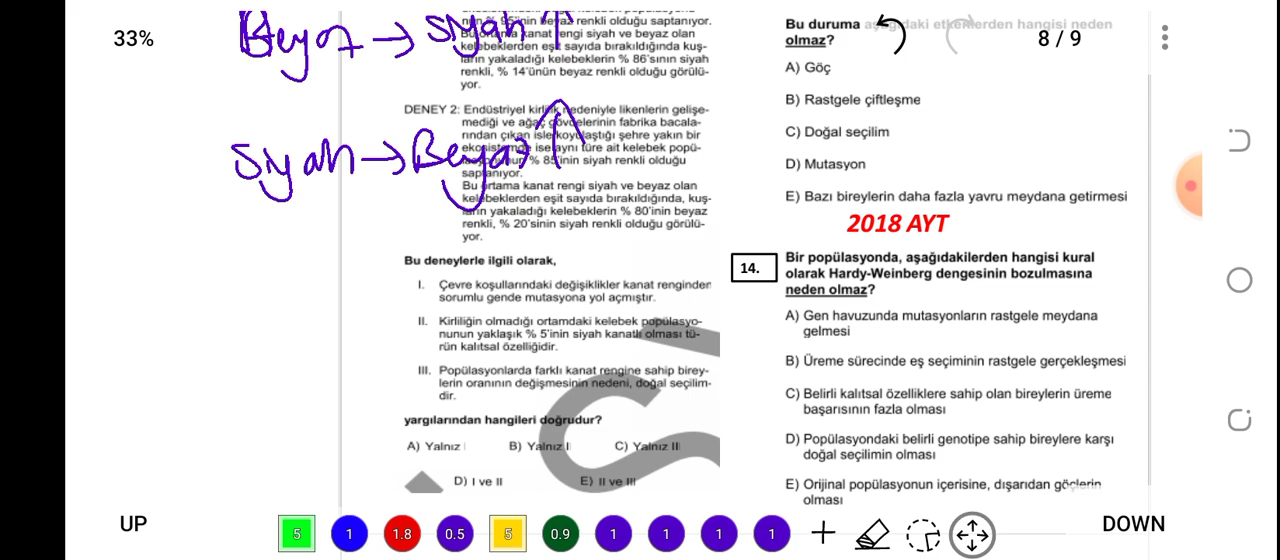 33%
8 / 9
Beyaz → siyah ↑
nun % 95'inin beyaz renkli olduğu saptanıyor.
Bu ortama kanat rengi siyah ve beyaz olan
kelebeklerden eşit sayıda bırakıldığında kuş-
ların yakaladığı kelebeklerin % 86'sının siyah
renkli, % 14'ünün beyaz renkli olduğu görülü-
yor.
DENEY 2: Endüstriyel kirlilik nedeniyle likenlerin gelişe-
mediği ve ağaç gövdelerinin fabrika bacala-
rından çıkan isle koyulaştığı şehre yakın bir
ekosistemde ise aynı türe ait kelebek popü-
lasyonunun % 85'inin siyah renkli olduğu
saptanıyor.
Siyah → Beyaz ↑
Bu ortama kanat rengi siyah ve beyaz olan
kelebeklerden eşit sayıda bırakıldığında, kuş-
ların yakaladığı kelebeklerin % 80'inin beyaz
renkli, % 20'sinin siyah renkli olduğu görülü-
yor.
Bu deneylerle ilgili olarak,
I. Çevre koşullarındaki değişiklikler kanat renginden
sorumlu gende mutasyona yol açmıştır.
II. Kirliliğin olmadığı ortamdaki kelebek popülasyo-
nunun yaklaşık % 5'inin siyah kanatlı olması tü-
rün kalıtsal özelliğidir.
III. Popülasyonlarda farklı kanat rengine sahip birey-
lerin oranının değişmesinin nedeni, doğal seçilim-
dir.
yargılarından hangileri doğrudur?
A) Yalnız I B) Yalnız II C) Yalnız III
D) I ve II E) II ve III
Bu duruma aşağıdaki etkenlerden hangisi neden
olmaz?
A) Göç
B) Rastgele çiftleşme
C) Doğal seçilim
D) Mutasyon
E) Bazı bireylerin daha fazla yavru meydana getirmesi
2018 AYT
14. Bir popülasyonda, aşağıdakilerden hangisi kural
olarak Hardy-Weinberg dengesinin bozulmasına
neden olmaz?
A) Gen havuzunda mutasyonların rastgele meydana
gelmesi
B) Üreme sürecinde eş seçiminin rastgele gerçekleşmesi
C) Belirli kalıtsal özelliklere sahip olan bireylerin üreme
başarısının fazla olması
D) Popülasyondaki belirli genotipe sahip bireylere karşı
doğal seçilimin olması
E) Orijinal popülasyonun içerisine, dışarıdan göçlerin
olması
UP
5 1 1.8 0.5 5 0.9 1 1 1 1
DOWN